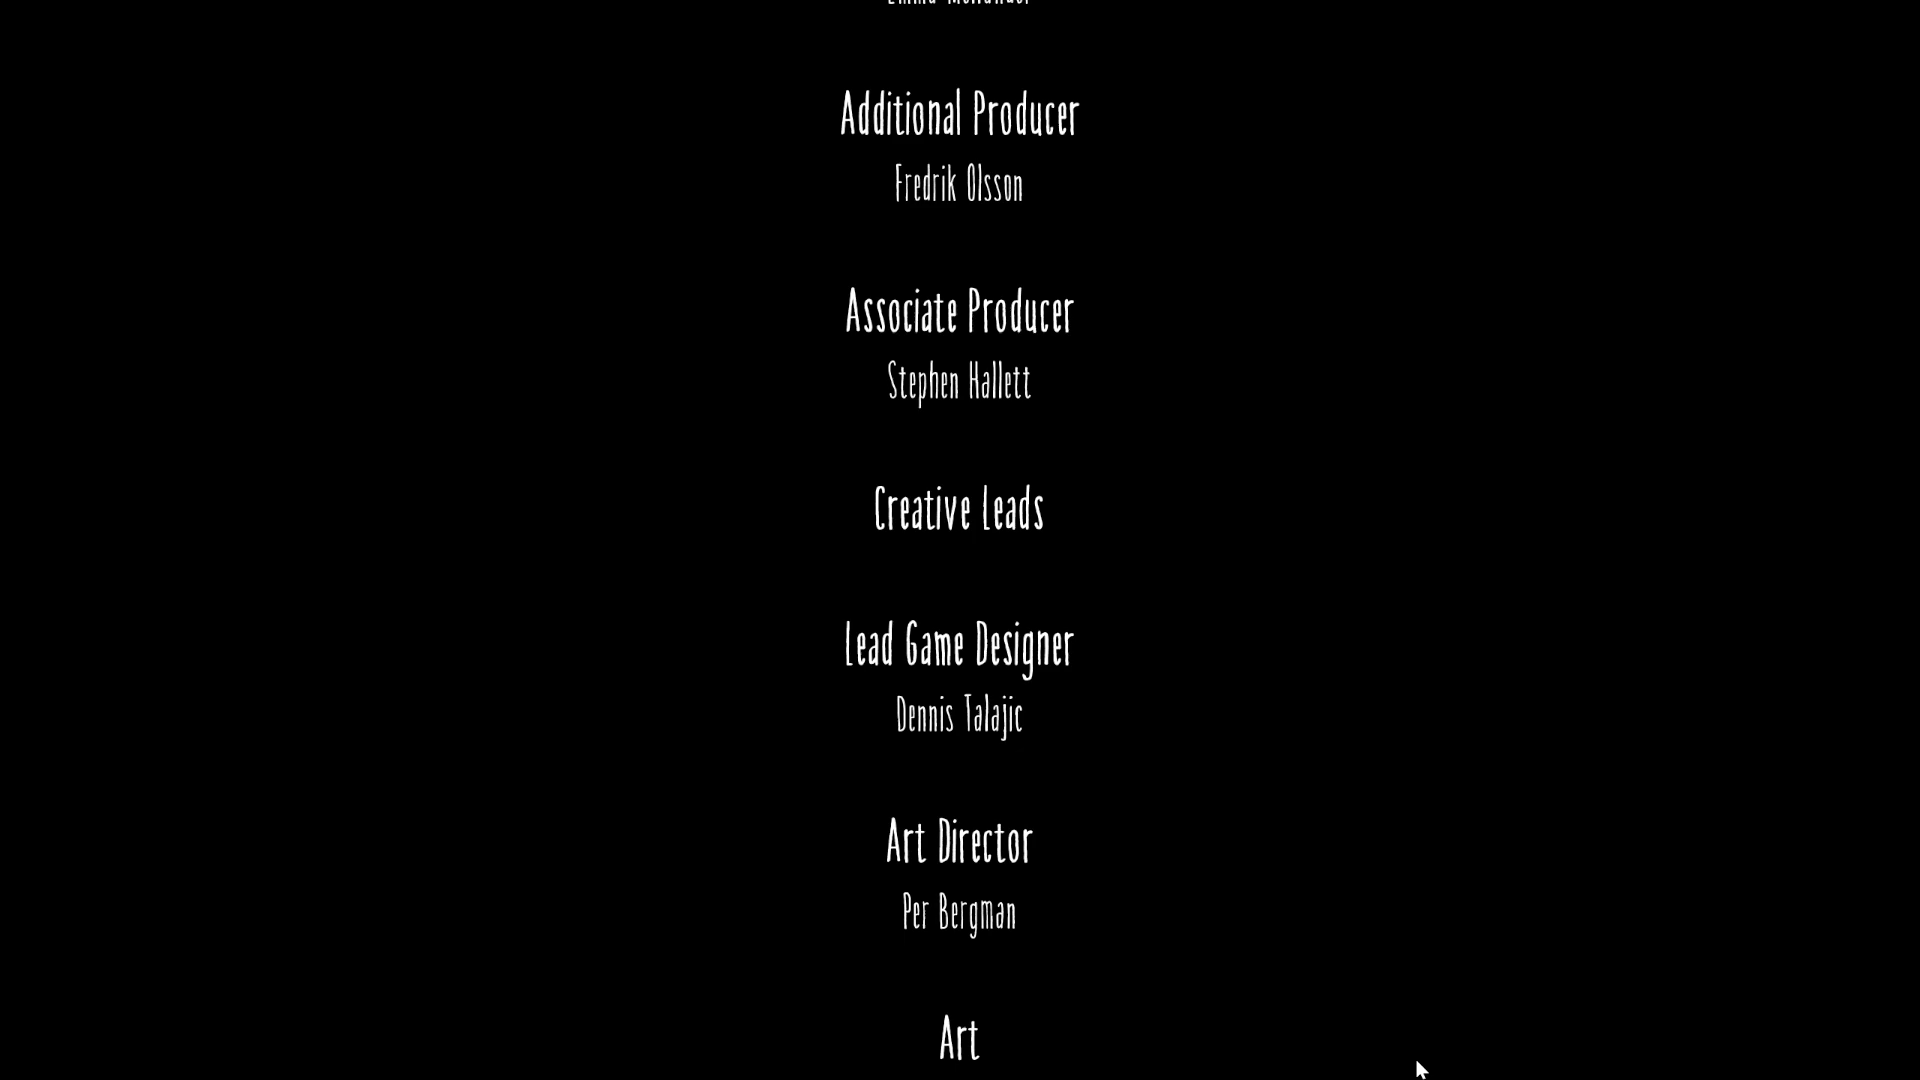 Additional Producer
Fredrik Olsson
Associate Producer
Stephen Hallett
Creative Leads
Lead Game Designer
Dennis Talajic
Art Director
Per Bergman
Art